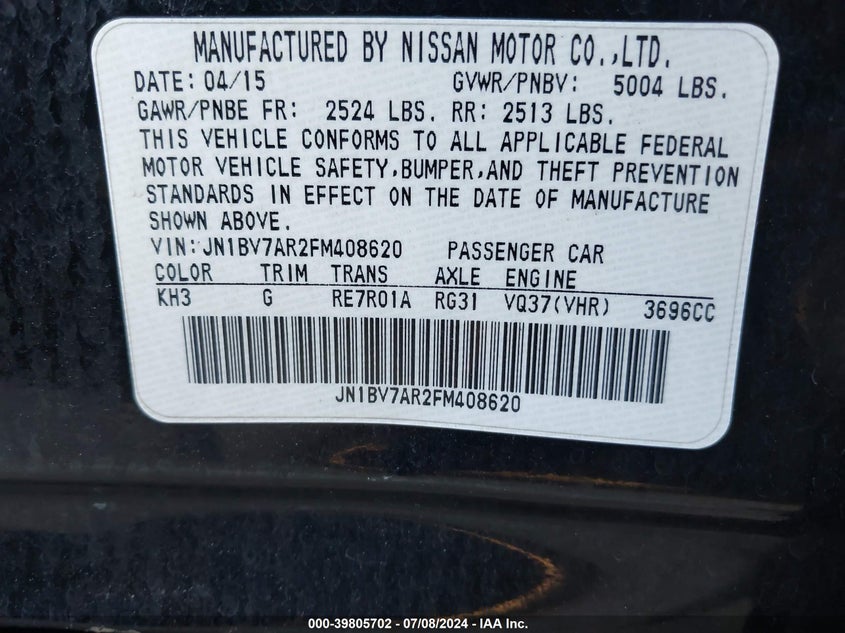 MANUFACTURED BY NISSAN MOTOR CO.,LTD.
DATE: 04/15 GVWR/PNBV: 5004 LBS.
GAWR/PNBE FR: 2524 LBS. RR: 2513 LBS.
THIS VEHICLE CONFORMS TO ALL APPLICABLE FEDERAL
MOTOR VEHICLE SAFETY,BUMPER,AND THEFT PREVENTION
STANDARDS IN EFFECT ON THE DATE OF MANUFACTURE
SHOWN ABOVE.
VIN:JN1BV7AR2FM408620 PASSENGER CAR
COLOR TRIM TRANS AXLE ENGINE
KH3 G RE7R01A RG31 VQ37(VHR) 3696CC
JN1BV7AR2FM408620
000-39805702 - 07/08/2024 - IAA Inc.